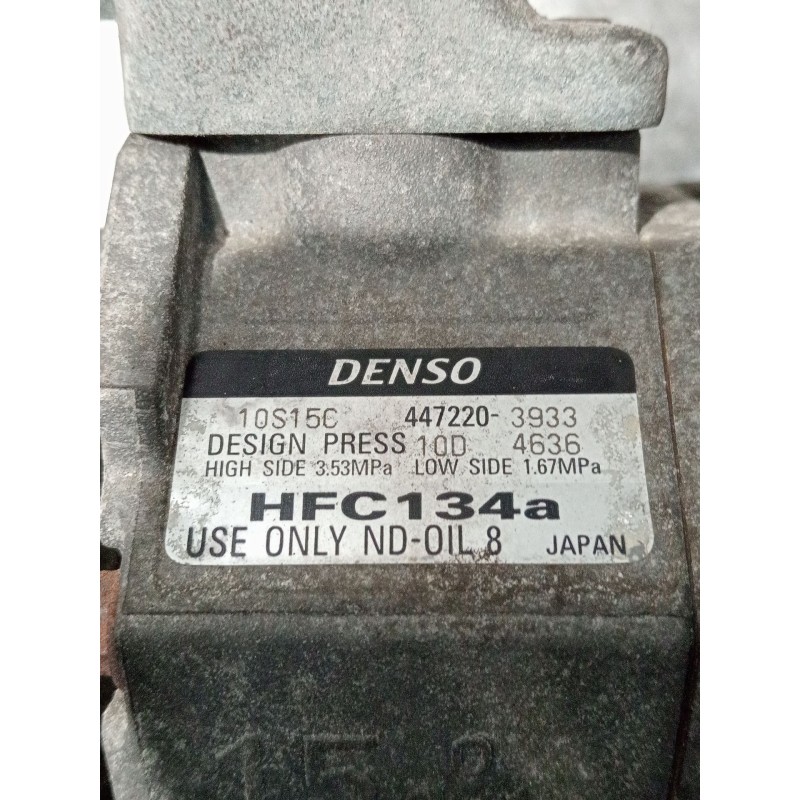 DENSO
10S15C 447220-3933
DESIGN PRESS 10D 4636
HIGH SIDE 3.53MPa LOW SIDE 1.67MPa
HFC134a
USE ONLY ND-OIL 8 JAPAN